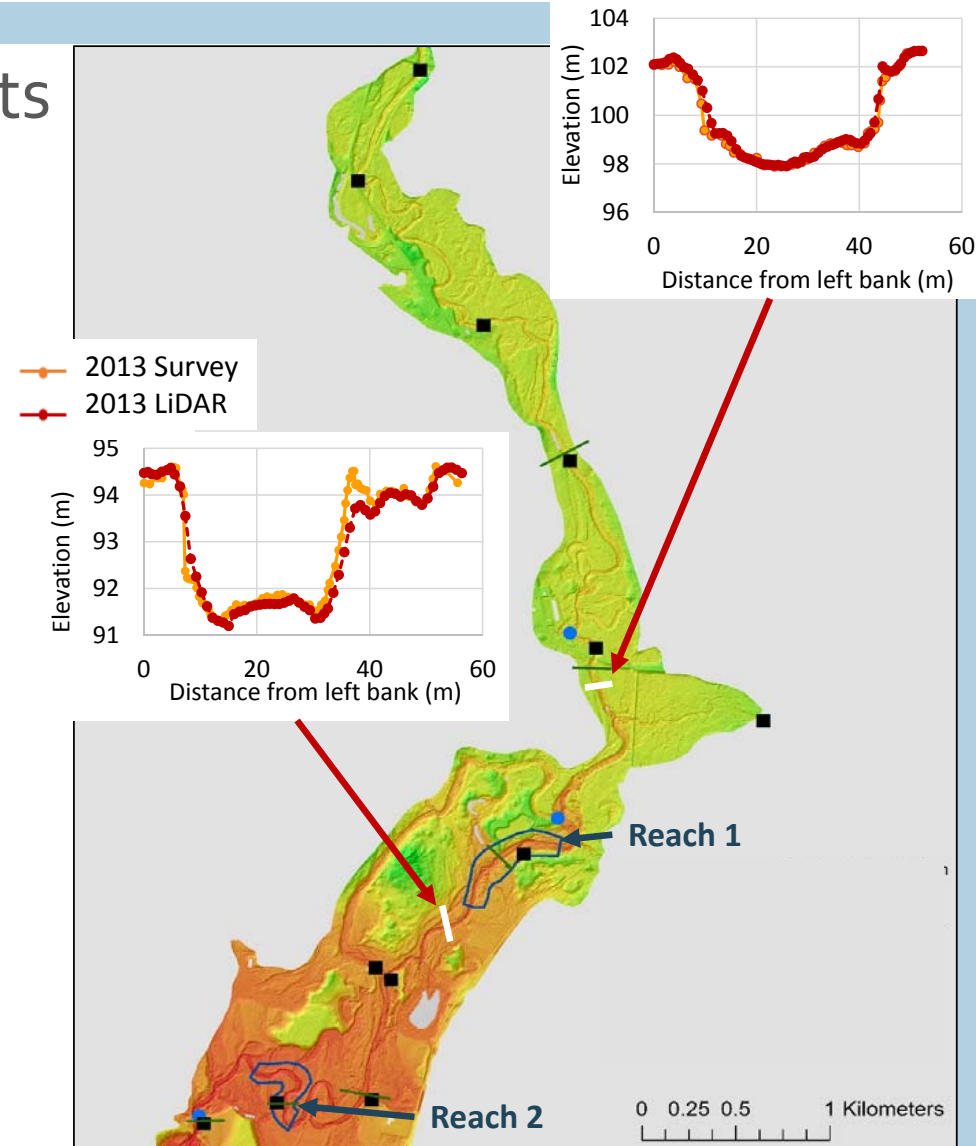 ts
104
102
100
98
96
Elevation (m)
0 20 40 60
Distance from left bank (m)
2013 Survey
2013 LiDAR
95
94
93
92
91
Elevation (m)
0 20 40 60
Distance from left bank (m)
Reach 1
Reach 2
0 0.25 0.5 1 Kilometers